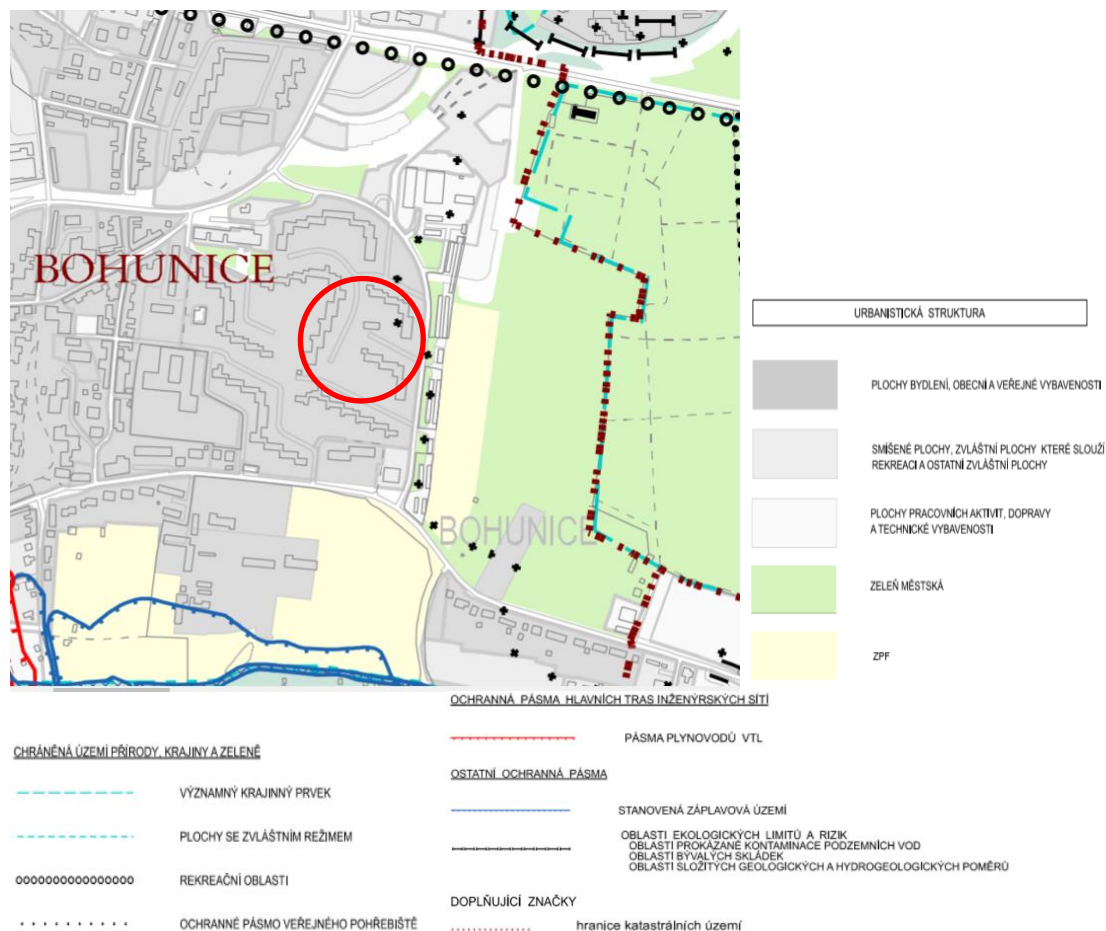 BOHUNICE
BOHUNICE
URBANISTICKÁ STRUKTURA
PLOCHY BYDLENÍ, OBECNÍ A VEŘEJNÉ VYBAVENOSTI
SMÍŠENÉ PLOCHY, ZVLÁŠTNÍ PLOCHY KTERÉ SLOUŽÍ
REKREACI A OSTATNÍ ZVLÁŠTNÍ PLOCHY
PLOCHY PRACOVNÍCH AKTIVIT, DOPRAVY
A TECHNICKÉ VYBAVENOSTI
ZELEŇ MĚSTSKÁ
ZPF
CHRÁNĚNÁ ÚZEMÍ PŘÍRODY, KRAJINY A ZELENĚ
VÝZNAMNÝ KRAJINNÝ PRVEK
PLOCHY SE ZVLÁŠTNÍM REŽIMEM
REKREAČNÍ OBLASTI
OCHRANNÉ PÁSMO VEŘEJNÉHO POHŘEBIŠTĚ
OCHRANNÁ PÁSMA HLAVNÍCH TRAS INŽENÝRSKÝCH SÍTÍ
PÁSMA PLYNOVODŮ VTL
OSTATNÍ OCHRANNÁ PÁSMA
STANOVENÁ ZÁPLAVOVÁ ÚZEMÍ
OBLASTI EKOLOGICKÝCH LIMITŮ A RIZIK
OBLASTI PROKÁZANÉ KONTAMINACE PODZEMNÍCH VOD
OBLASTI BÝVALÝCH SKLÁDEK
OBLASTI SLOŽITÝCH GEOLOGICKÝCH A HYDROGEOLOGICKÝCH POMĚRŮ
DOPLŇUJÍCÍ ZNAČKY
hranice katastrálních území